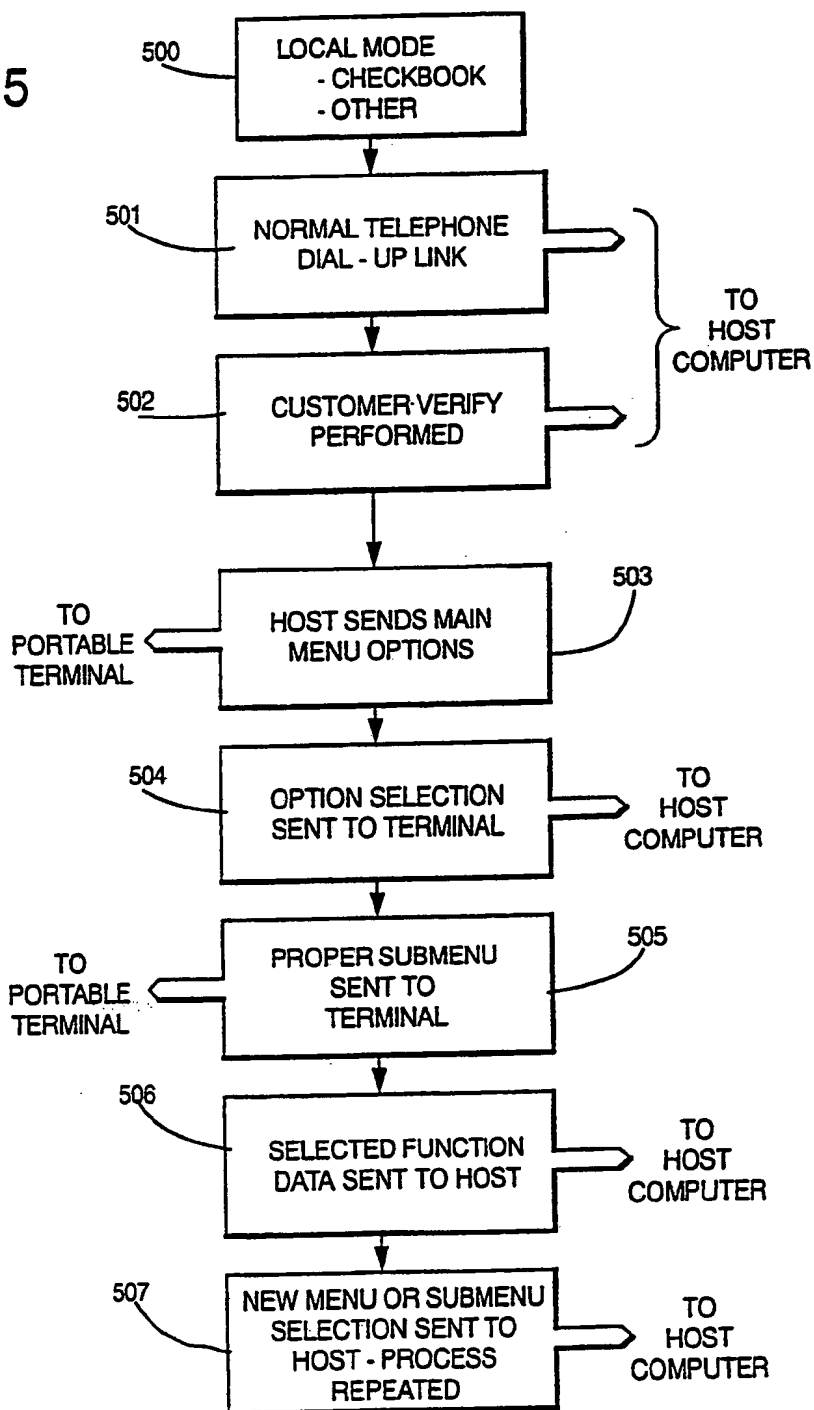 5
500
LOCAL MODE
- CHECKBOOK
- OTHER
501
NORMAL TELEPHONE
DIAL - UP LINK
TO
HOST
COMPUTER
502
CUSTOMER VERIFY
PERFORMED
503
TO
PORTABLE
TERMINAL
HOST SENDS MAIN
MENU OPTIONS
504
OPTION SELECTION
SENT TO TERMINAL
TO
HOST
COMPUTER
505
TO
PORTABLE
TERMINAL
PROPER SUBMENU
SENT TO
TERMINAL
506
SELECTED FUNCTION
DATA SENT TO HOST
TO
HOST
COMPUTER
507
NEW MENU OR SUBMENU
SELECTION SENT TO
HOST - PROCESS
REPEATED
TO
HOST
COMPUTER